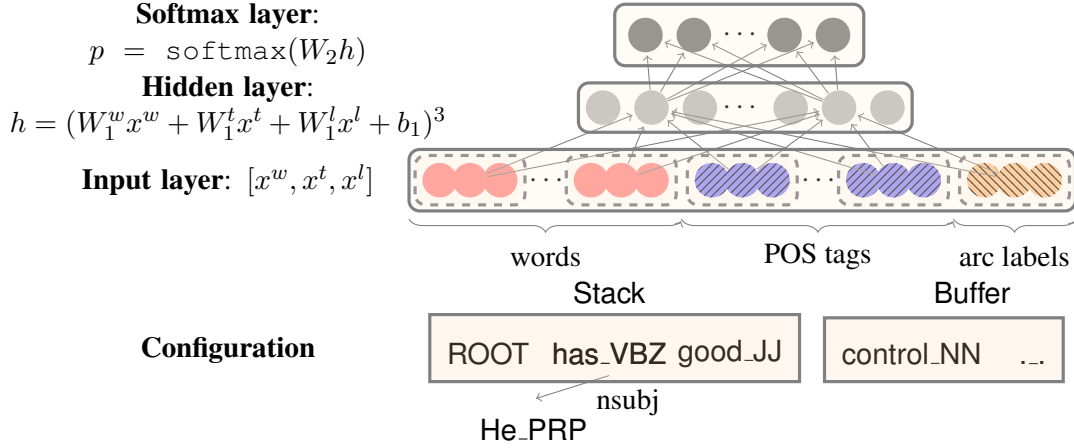 Softmax layer:
p = softmax(W₂h)
Hidden layer:
h = (W₁ʷxʷ + W₁ᵗxᵗ + W₁ˡxˡ + b₁)³
Input layer: [xʷ, xᵗ, xˡ]
··· 
···
··· ···
words POS tags arc labels
Stack Buffer
Configuration ROOT has_VBZ good_JJ control_NN ._.
nsubj
He_PRP